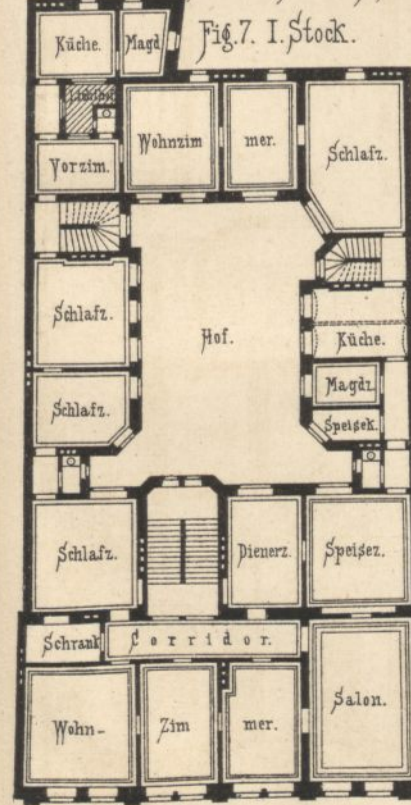 Fig.7. I. Stock.
Küche.
Magd
Lichthof
Wohnzim
mer.
Schlafz.
Vorzim.
Schlafz.
Hof.
Küche.
Schlafz.
Magdz.
Speisek.
Schlafz.
Dienerz.
Speisez.
Schrank
Corridor.
Wohn-
Zim
mer.
Salon.